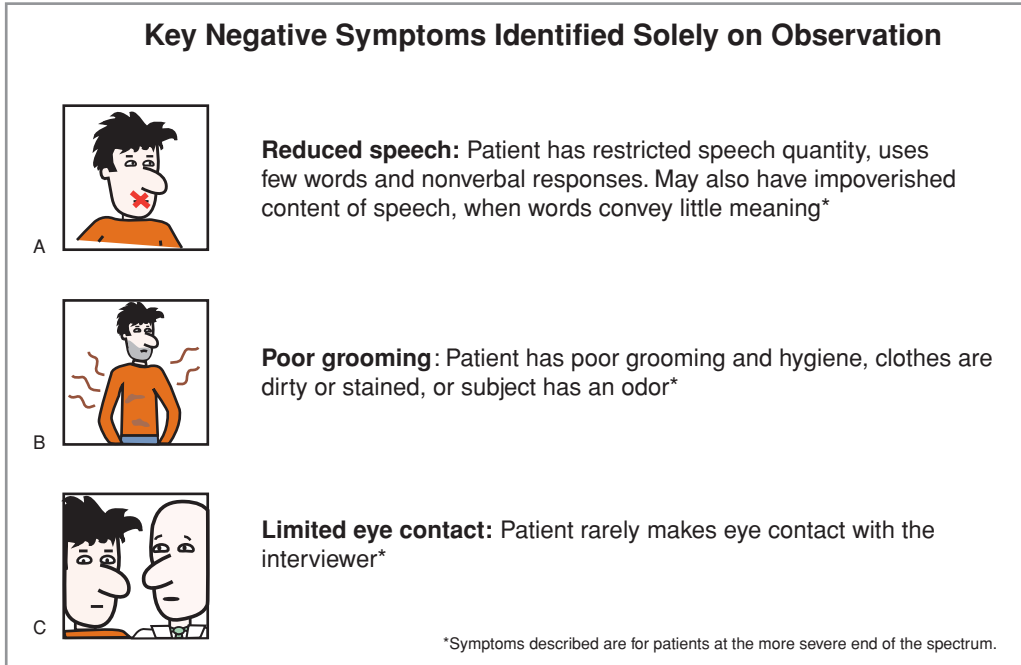 Key Negative Symptoms Identified Solely on Observation
A
Reduced speech: Patient has restricted speech quantity, uses
few words and nonverbal responses. May also have impoverished
content of speech, when words convey little meaning*
B
Poor grooming: Patient has poor grooming and hygiene, clothes are
dirty or stained, or subject has an odor*
C
Limited eye contact: Patient rarely makes eye contact with the
interviewer*
*Symptoms described are for patients at the more severe end of the spectrum.